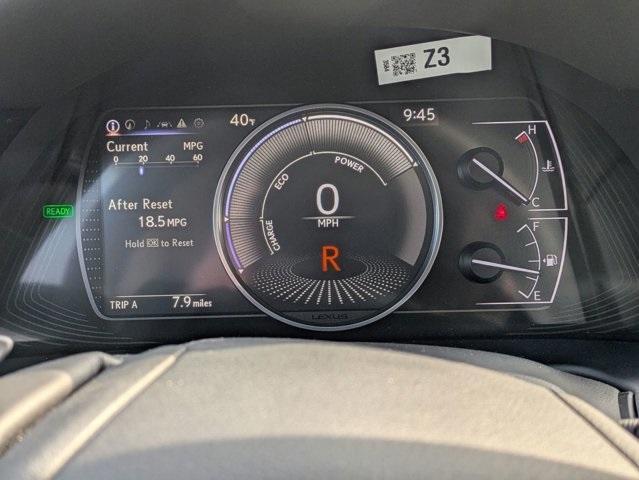 Z3
40°F
9:45
Current MPG
0 20 40 60
After Reset
18.5 MPG
Hold OK to Reset
TRIP A 7.9 miles
READY
CHARGE
ECO
POWER
0
MPH
R
LEXUS
H
C
F
E